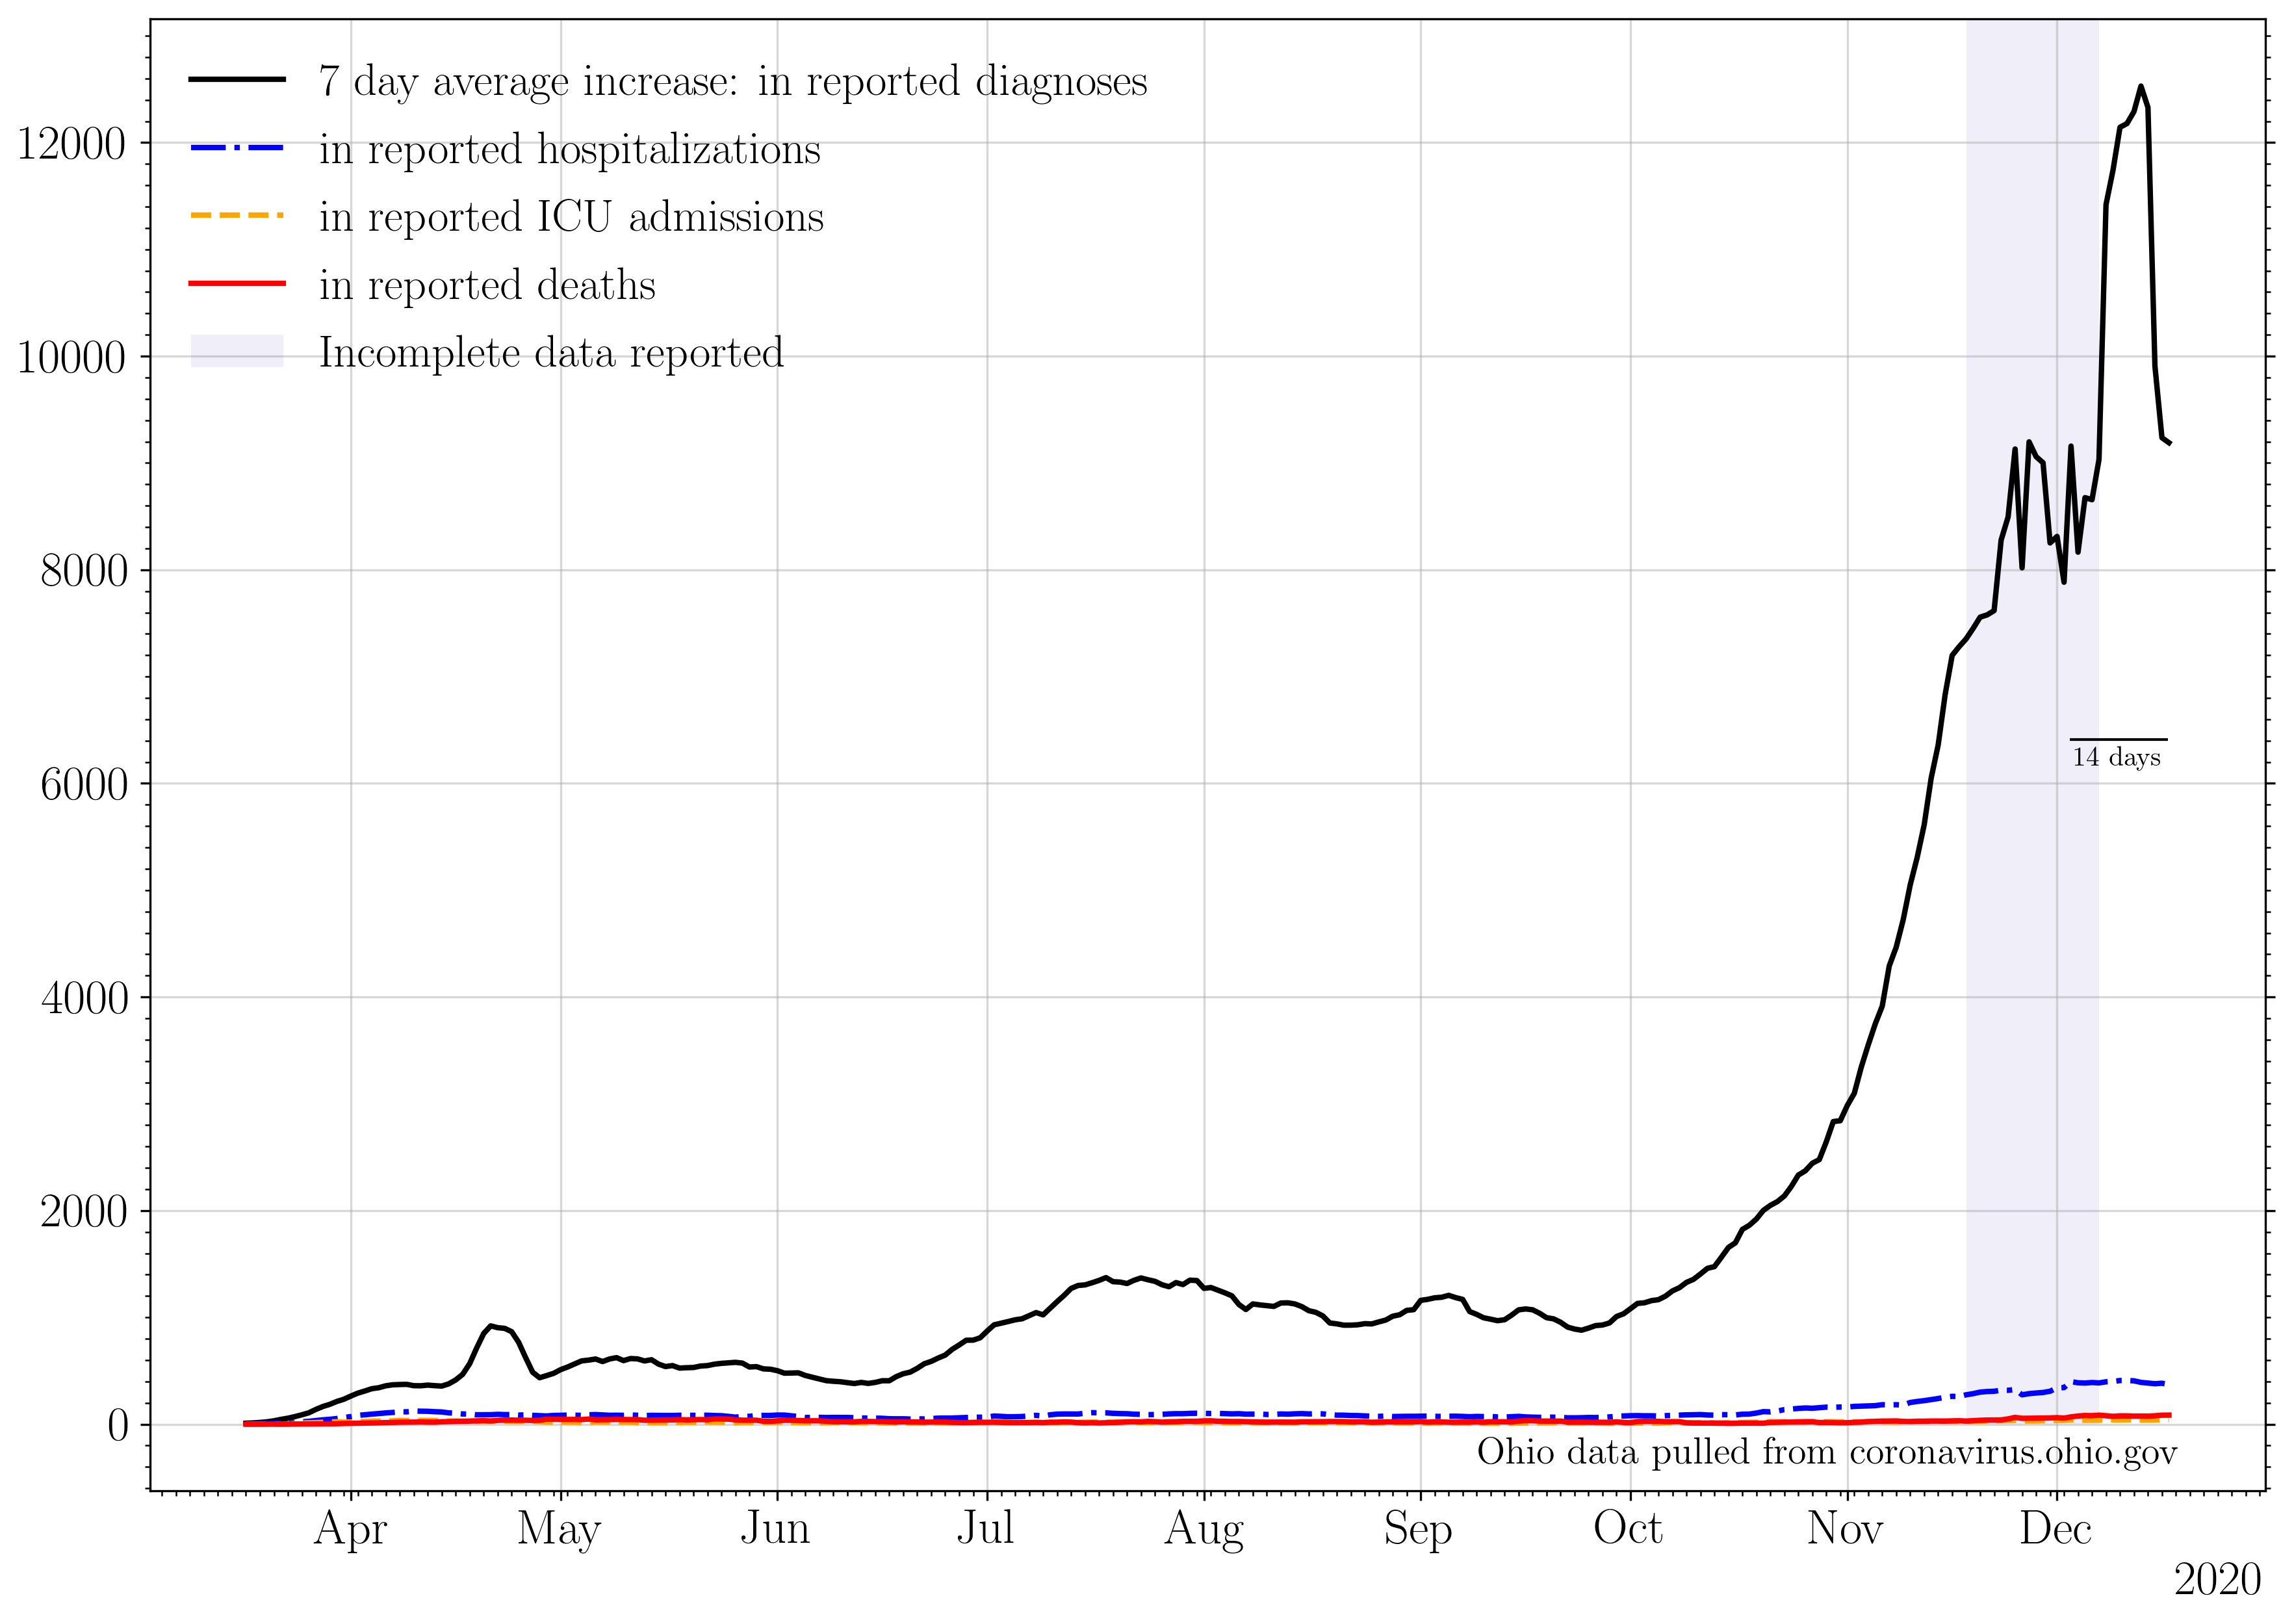 7 day average increase: in reported diagnoses
in reported hospitalizations
in reported ICU admissions
in reported deaths
Incomplete data reported
12000
10000
8000
6000
4000
2000
0
14 days
Ohio data pulled from coronavirus.ohio.gov
Apr May Jun Jul Aug Sep Oct Nov Dec
2020